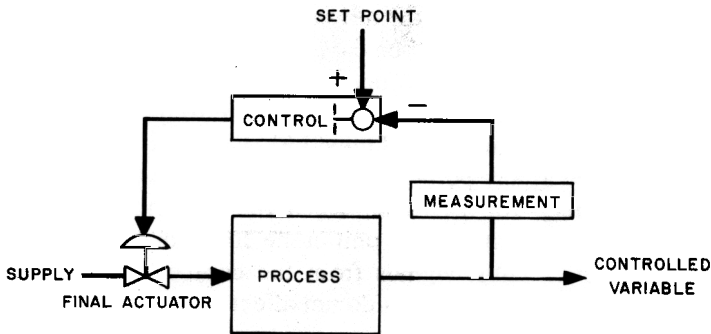 SET POINT
+
−
CONTROL
MEASUREMENT
SUPPLY
FINAL ACTUATOR
PROCESS
CONTROLLED
VARIABLE